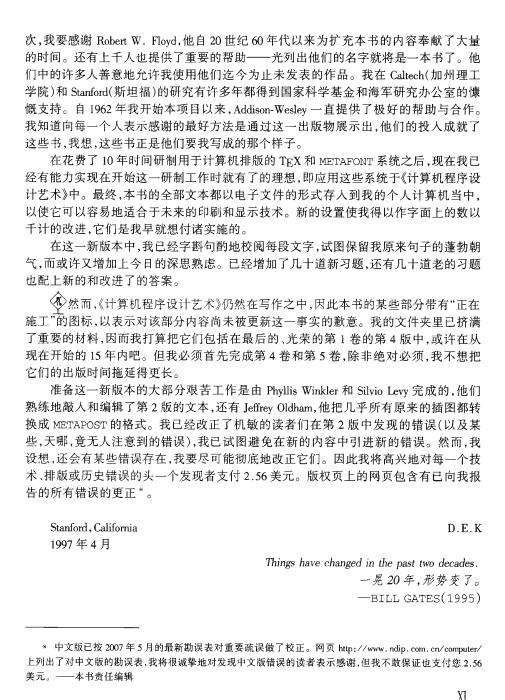 次,我要感谢 Robert W. Floyd,他自 20 世纪 60 年代以来为扩充本书的内容奉献了大量
的时间。还有上千人也提供了重要的帮助——光列出他们的名字就将是一本书了。他
们中的许多人善意地允许我使用他们迄今为止未发表的作品。我在 Caltech(加州理工
学院)和 Stanford(斯坦福)的研究有许多年都得到国家科学基金和海军研究办公室的慷
慨支持。自 1962 年我开始本项目以来,Addison-Wesley 一直提供了极好的帮助与合作。
我知道向每一个人表示感谢的最好方法是通过这一出版物展示出,他们的投入成就了
这些书,我想,这些书正是他们要我写成的那个样子。
在花费了 10 年时间研制用于计算机排版的 TEX 和 METAFONT 系统之后,现在我已
经有能力实现在开始这一研制工作时就有了的理想,即应用这些系统于《计算机程序设
计艺术》中。最终,本书的全部文本都以电子文件的形式存人到我的个人计算机当中,
以使它可以容易地适合于未来的印刷和显示技术。新的设置使我得以作字面上的数以
千计的改进,它们是我早就想付诸实施的。
在这一新版本中,我已经字斟句酌地校阅每段文字,试图保留我原来句子的蓬勃朝
气,而或许又增加上今日的深思熟虑。已经增加了几十道新习题,还有几十道老的习题
也配上新的和改进了的答案。
然而,《计算机程序设计艺术》仍然在写作之中,因此本书的某些部分带有“正在
施工”的图标,以表示对该部分内容尚未被更新这一事实的歉意。我的文件夹里已挤满
了重要的材料,因而我打算把它们包括在最后的、光荣的第 1 卷的第 4 版中,或许在从
现在开始的 15 年内吧。但我必须首先完成第 4 卷和第 5 卷,除非绝对必须,我不想把
它们的出版时间拖延得更长。
准备这一新版本的大部分艰苦工作是由 Phyllis Winkler 和 Silvio Levy 完成的,他们
熟练地敲人和编辑了第 2 版的文本,还有 Jeffrey Oldham,他把几乎所有原来的插图都转
换成 METAPOST 的格式。我已经改正了机敏的读者们在第 2 版中发现的错误(以及某
些,天哪,竟无人注意到的错误),我已试图避免在新的内容中引进新的错误。然而,我
设想,还会有某些错误存在,我要尽可能彻底地改正它们。因此我将高兴地对每一个技
术、排版或历史错误的头一个发现者支付 2.56 美元。版权页上的网页包含有已向我报
告的所有错误的更正*。
Stanford, California D.E.K
1997 年 4 月
Things have changed in the past two decades.
一晃 20 年,形势变了。
—BILL GATES(1995)
* 中文版已按 2007 年 5 月的最新勘误表对重要疏误做了校正。网页 http://www.ndip.com.cn/computer/
上列出了对中文版的勘误表,我将很诚挚地对发现中文版错误的读者表示感谢,但我不敢保证也支付您 2.56
美元。——本书责任编辑
XI